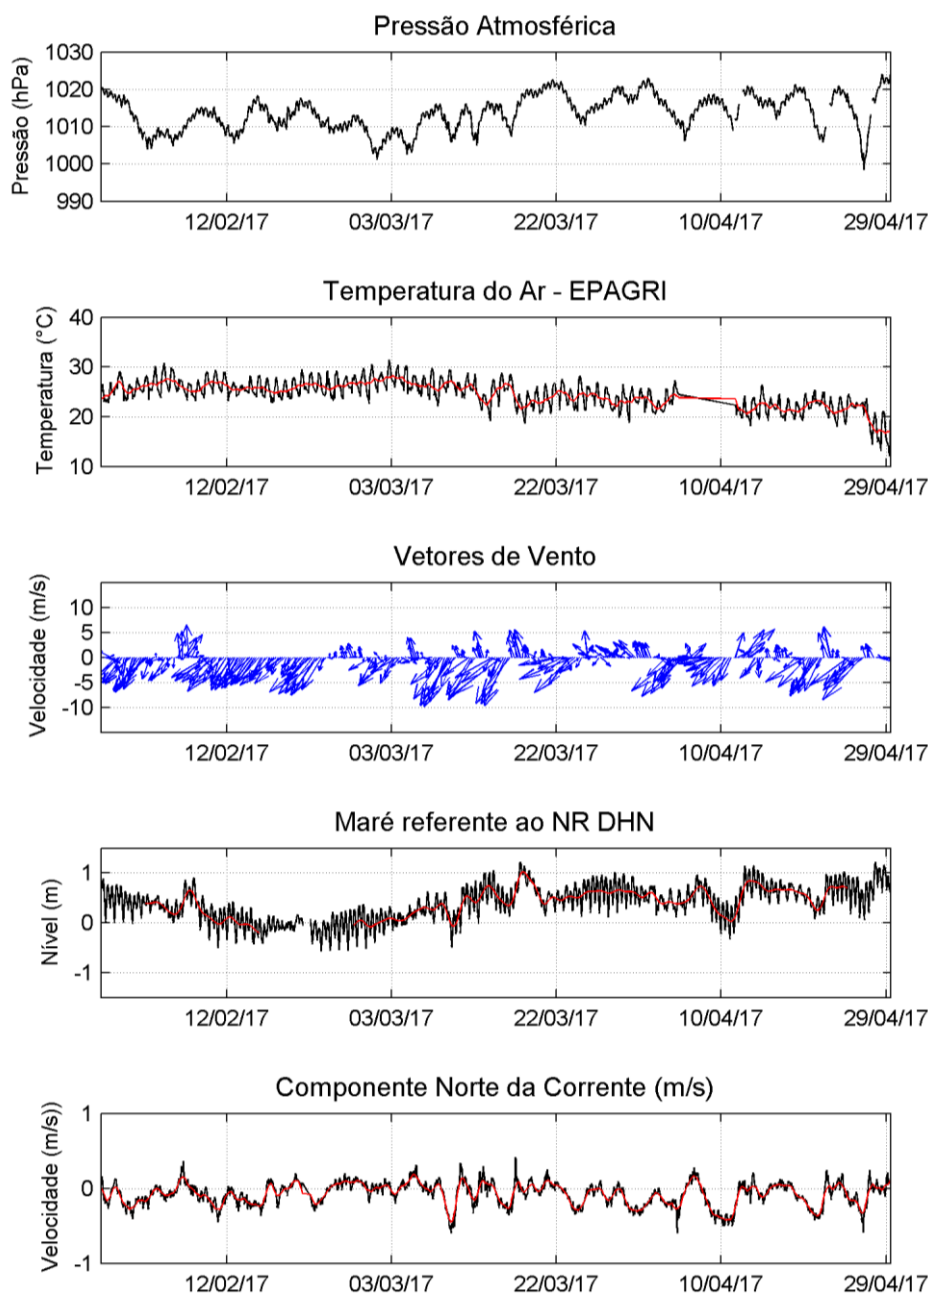 Pressão Atmosférica
Pressão (hPa)
1030
1020
1010
1000
990
12/02/17 03/03/17 22/03/17 10/04/17 29/04/17
Temperatura do Ar - EPAGRI
Temperatura (°C)
40
30
20
10
12/02/17 03/03/17 22/03/17 10/04/17 29/04/17
Vetores de Vento
Velocidade (m/s)
10
5
0
-5
-10
12/02/17 03/03/17 22/03/17 10/04/17 29/04/17
Maré referente ao NR DHN
Nível (m)
1
0
-1
12/02/17 03/03/17 22/03/17 10/04/17 29/04/17
Componente Norte da Corrente (m/s)
Velocidade (m/s))
1
0
-1
12/02/17 03/03/17 22/03/17 10/04/17 29/04/17